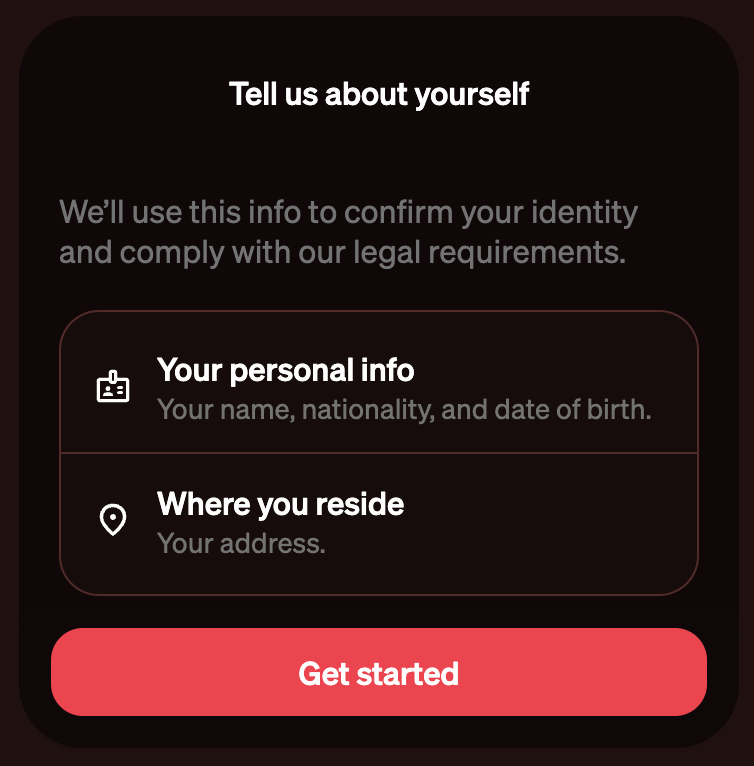 Tell us about yourself
We’ll use this info to confirm your identity
and comply with our legal requirements.
Your personal info
Your name, nationality, and date of birth.
Where you reside
Your address.
Get started